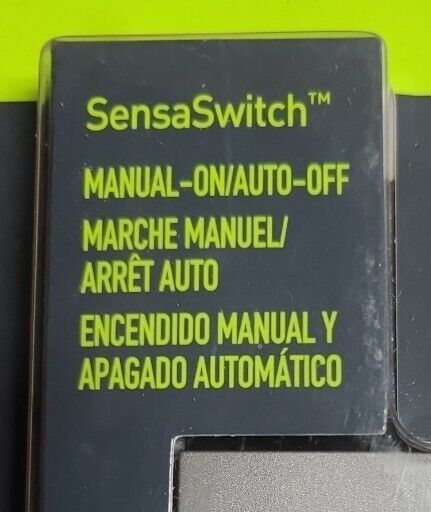 SensaSwitch™
MANUAL-ON/AUTO-OFF
MARCHE MANUEL/
ARRÊT AUTO
ENCENDIDO MANUAL Y
APAGADO AUTOMÁTICO